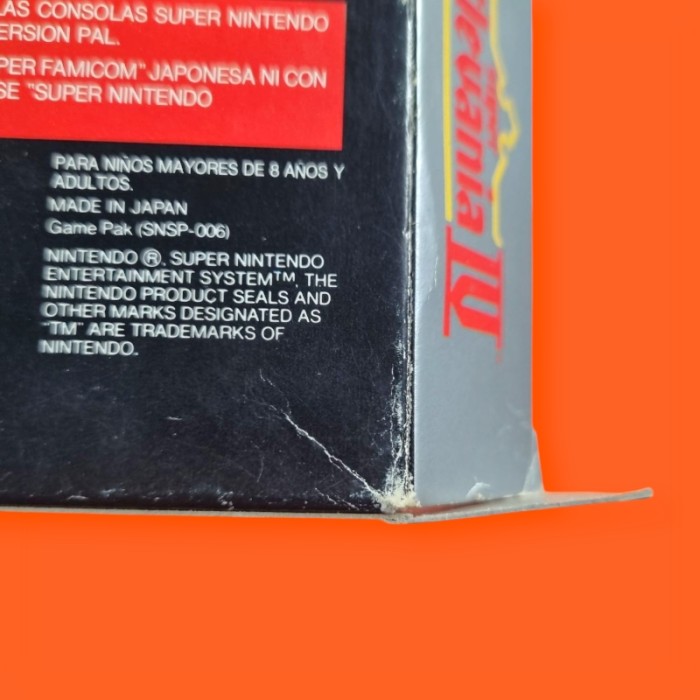 LAS CONSOLAS SUPER NINTENDO
ERSION PAL.
PER FAMICOM" JAPONESA NI CON
SE "SUPER NINTENDO
PARA NIÑOS MAYORES DE 8 AÑOS Y
ADULTOS.
MADE IN JAPAN
Game Pak (SNSP-006)
NINTENDO ®, SUPER NINTENDO
ENTERTAINMENT SYSTEM™, THE
NINTENDO PRODUCT SEALS AND
OTHER MARKS DESIGNATED AS
"TM" ARE TRADEMARKS OF
NINTENDO.
levania IV